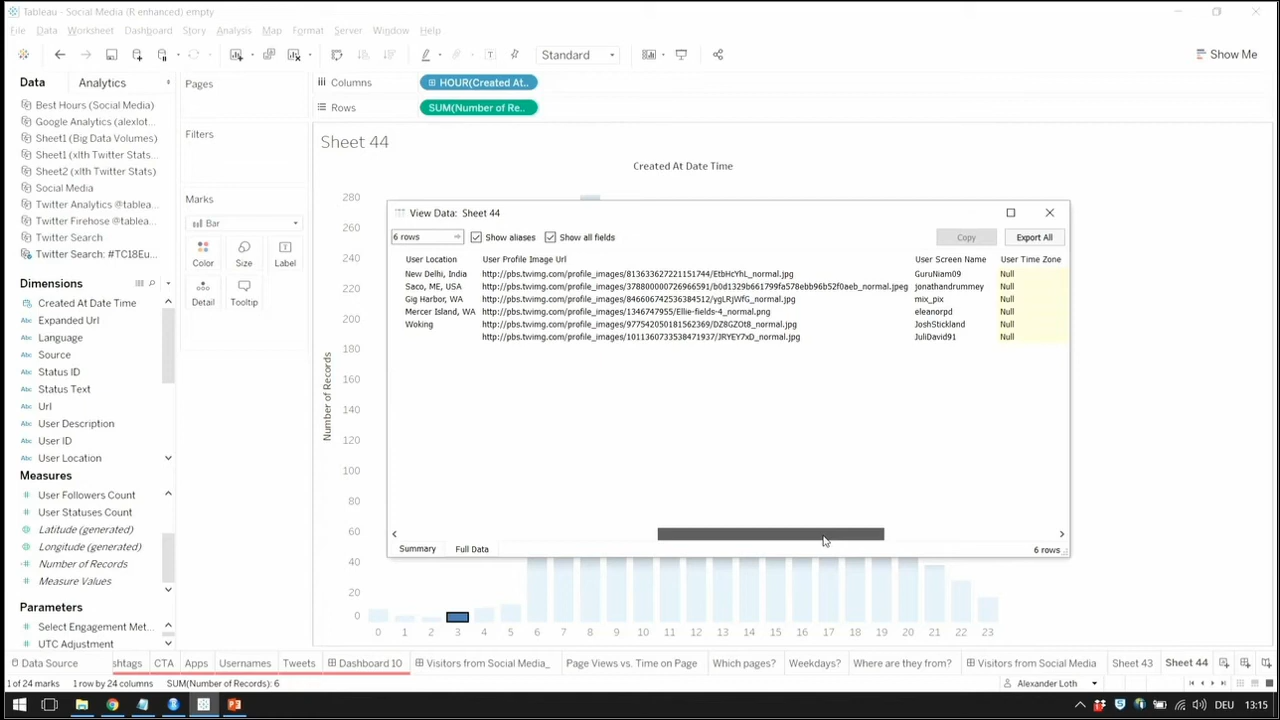 Tableau - Social Media (R enhanced) empty
File Data Worksheet Dashboard Story Analysis Map Format Server Window Help
Standard
Show Me
Data Analytics
Pages
Columns HOUR(Created At..
Rows SUM(Number of Re..
Best Hours (Social Media)
Google Analytics (alexlot...
Sheet1 (Big Data Volumes)
Sheet1 (xlth Twitter Stats...
Sheet2 (xlth Twitter Stats)
Social Media
Twitter Analytics @tablea...
Twitter Firehose @tablea...
Twitter Search
Twitter Search: #TC18Eu...
Dimensions
Created At Date Time
Abc Expanded Url
Abc Language
Abc Source
Abc Status ID
Abc Status Text
Abc Url
Abc User Description
Abc User ID
Abc User Location
Measures
# User Followers Count
# User Statuses Count
Latitude (generated)
Longitude (generated)
# Number of Records
# Measure Values
Parameters
# Select Engagement Met...
# UTC Adjustment
Filters
Marks
Bar
Color Size Label
Detail Tooltip
Sheet 44
Created At Date Time
Number of Records
280
260
240
220
200
180
160
140
120
100
80
60
40
20
0
0 1 2 3 4 5 6 7 8 9 10 11 12 13 14 15 16 17 18 19 20 21 22 23
View Data: Sheet 44
6 rows Show aliases Show all fields Copy Export All
User Location User Profile Image Url User Screen Name User Time Zone
New Delhi, India http://pbs.twimg.com/profile_images/813633627221151744/EtbHcYhL_normal.jpg GuruNiam09 Null
Saco, ME, USA http://pbs.twimg.com/profile_images/378800000726966591/b0d1329b661799fa578ebb96b52f0aeb_normal.jpeg jonathandrummey Null
Gig Harbor, WA http://pbs.twimg.com/profile_images/846607642536384512/ygLRjWfG_normal.jpg mix_pix Null
Mercer Island, WA http://pbs.twimg.com/profile_images/1346747955/Ellie-fields-4_normal.png eleanorpd Null
Woking http://pbs.twimg.com/profile_images/977542050181562369/DZ8GZOt8_normal.jpg JoshStickland Null
http://pbs.twimg.com/profile_images/1011360733538471937/JRYEY7xD_normal.jpg JuliDavid91 Null
Summary Full Data 6 rows
Data Source shtags CTA Apps Usernames Tweets Dashboard 10 Visitors from Social Media_ Page Views vs. Time on Page Which pages? Weekdays? Where are they from? Visitors from Social Media Sheet 43 Sheet 44
1 of 24 marks 1 row by 24 columns SUM(Number of Records): 6 Alexander Loth
DEU 13:15